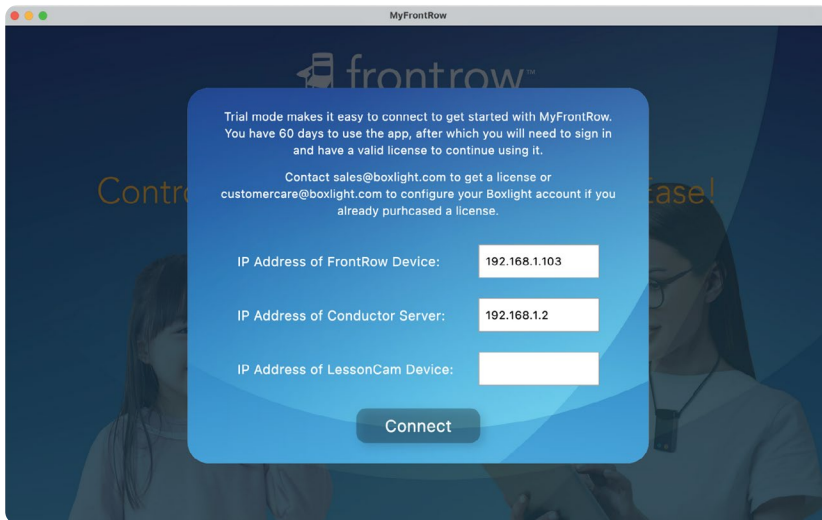 MyFrontRow
frontrow™
Trial mode makes it easy to connect to get started with MyFrontRow.
You have 60 days to use the app, after which you will need to sign in
and have a valid license to continue using it.
Contact sales@boxlight.com to get a license or
customercare@boxlight.com to configure your Boxlight account if you
already purhcased a license.
Contro
Ease!
IP Address of FrontRow Device: 192.168.1.103
IP Address of Conductor Server: 192.168.1.2
IP Address of LessonCam Device:
Connect